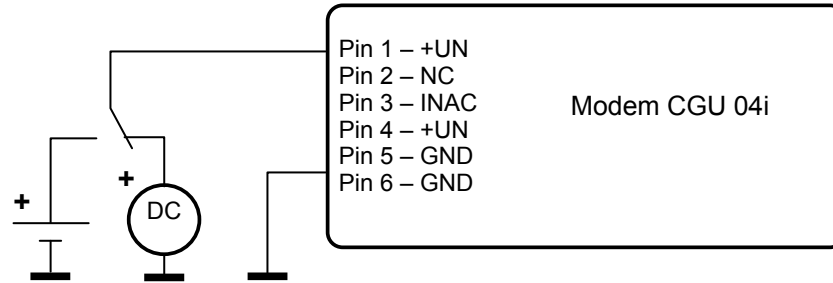 Pin 1 – +UN
Pin 2 – NC
Pin 3 – INAC
Pin 4 – +UN
Pin 5 – GND
Pin 6 – GND
Modem CGU 04i
+
+
DC